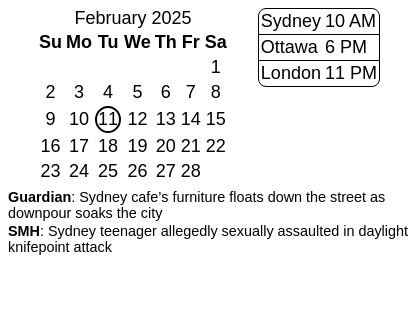 February 2025
Su Mo Tu We Th Fr Sa
1
2 3 4 5 6 7 8
9 10 11 12 13 14 15
16 17 18 19 20 21 22
23 24 25 26 27 28
Sydney 10 AM
Ottawa 6 PM
London 11 PM
Guardian: Sydney cafe’s furniture floats down the street as
downpour soaks the city
SMH: Sydney teenager allegedly sexually assaulted in daylight
knifepoint attack